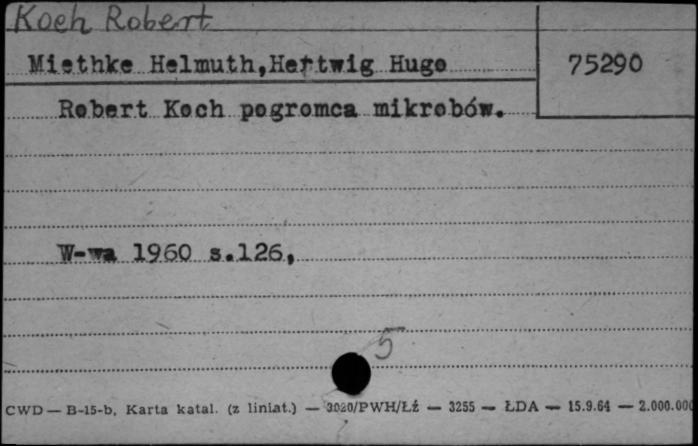 Koch Robert
Miethke Helmuth,Hertwig Hugo
75290
Robert Koch pogromca mikrobów.
W-wa 1960 s.126,
5
CWD — B-15-b, Karta katal. (z liniat.) — 3020/PWH/Łź — 3255 — ŁDA — 15.9.64 — 2.000.000